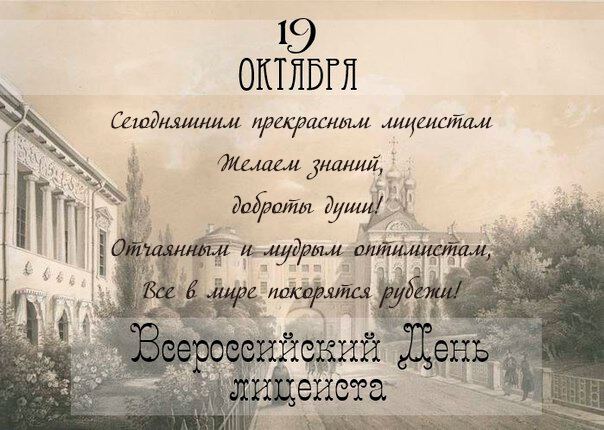 19
ОКТЯБРЯ
Сегодняшним прекрасным лицеистам
Желаем знаний,
доброты души!
Отчаянным и мудрым оптимистам,
Все в мире покорятся рубежи!
Всероссийский День
лицеиста